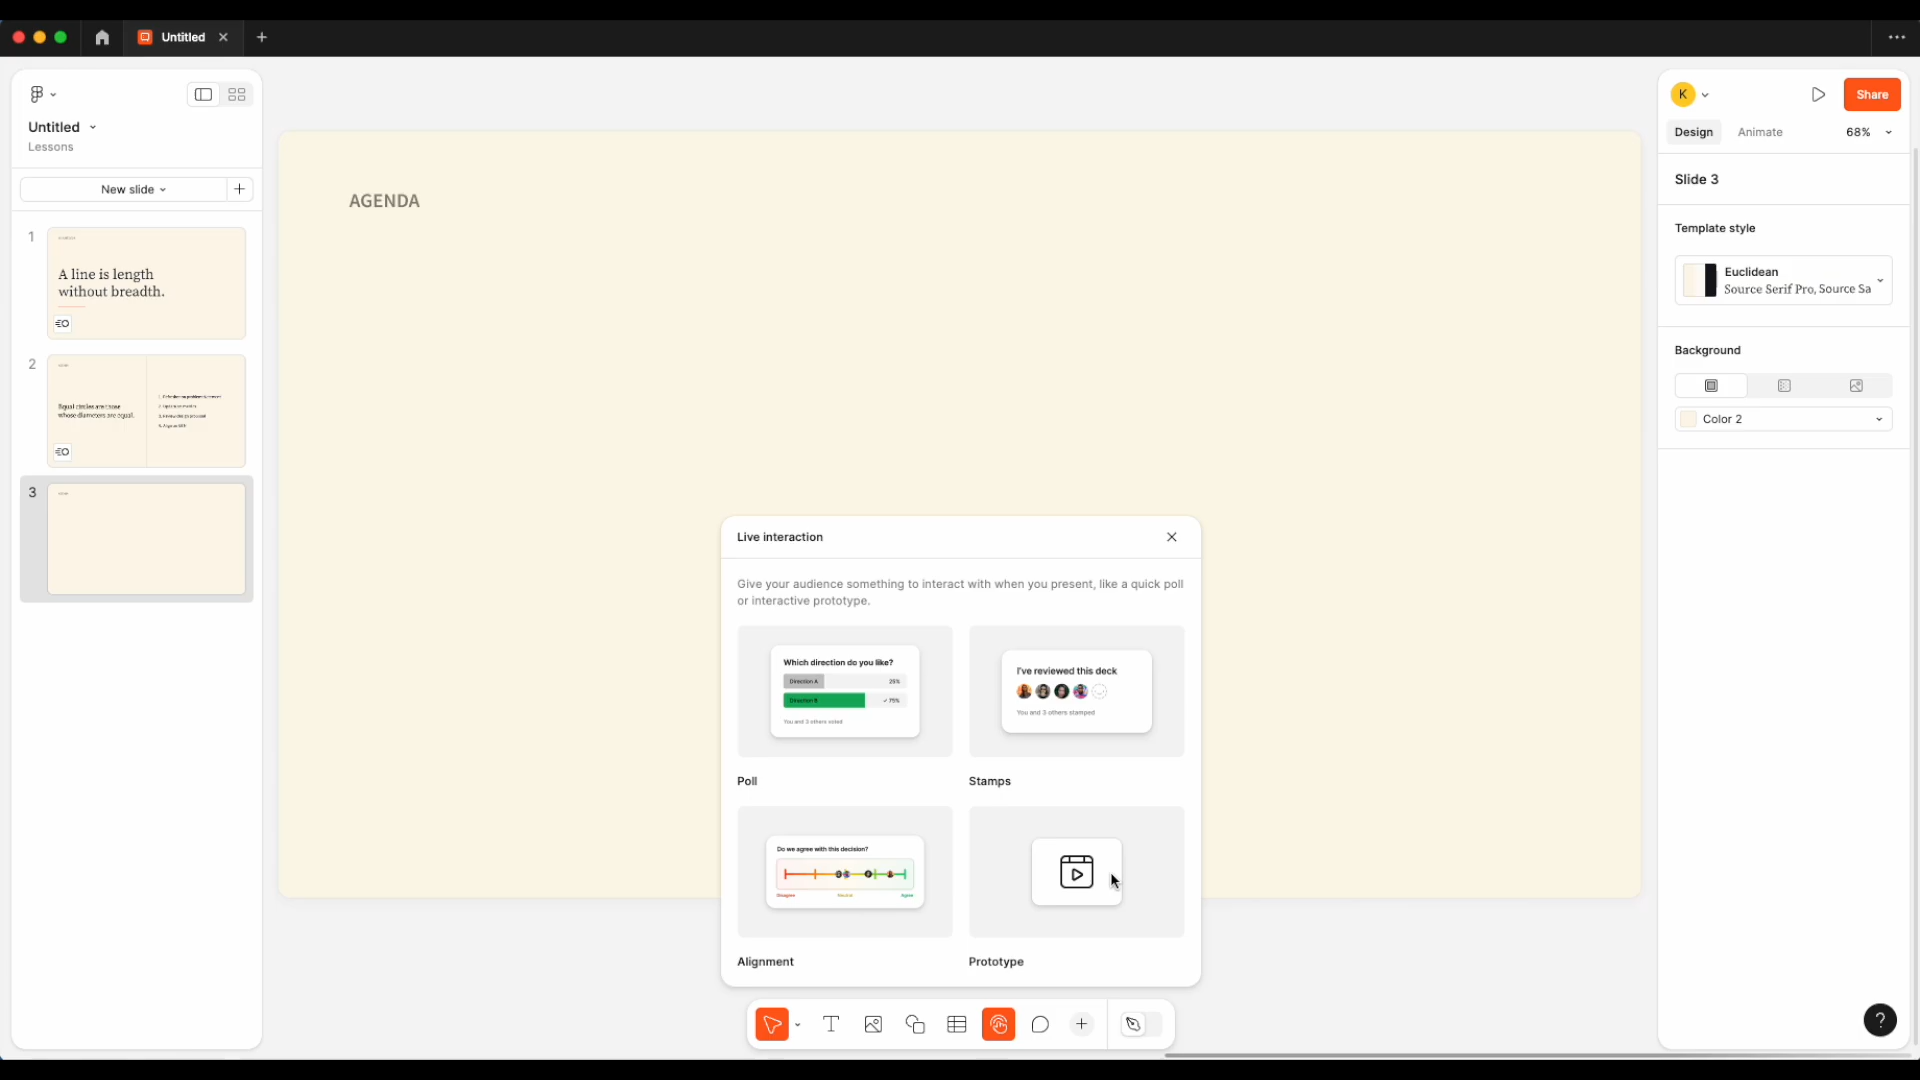 Untitled
Untitled
Lessons
New slide
1
A line is length
without breadth.
2
Equal circles are those
whose diameters are equal.
3
AGENDA
Live interaction
Give your audience something to interact with when you present, like a quick poll
or interactive prototype.
Which direction do you like?
Direction A 25%
Direction B ✓ 75%
You and 3 others voted
Poll
I've reviewed this deck
You and 3 others stamped
Stamps
Do we agree with this decision?
Disagree Neutral Agree
Alignment
Prototype
K
Share
Design Animate 68%
Slide 3
Template style
Euclidean
Source Serif Pro, Source Sa
Background
Color 2
?